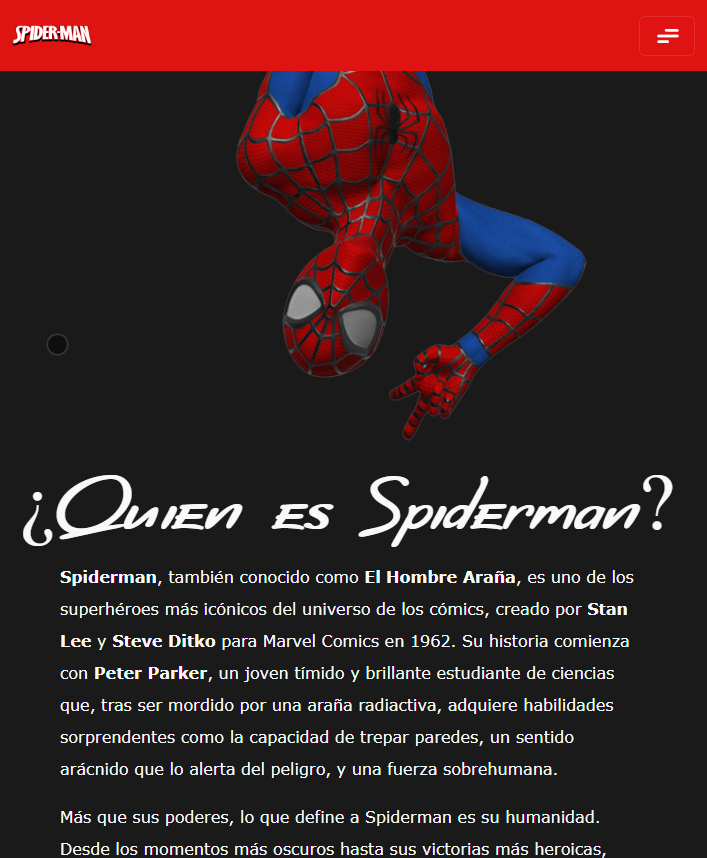 SPIDER-MAN
¿Quien es Spiderman?
Spiderman, también conocido como El Hombre Araña, es uno de los
superhéroes más icónicos del universo de los cómics, creado por Stan
Lee y Steve Ditko para Marvel Comics en 1962. Su historia comienza
con Peter Parker, un joven tímido y brillante estudiante de ciencias
que, tras ser mordido por una araña radiactiva, adquiere habilidades
sorprendentes como la capacidad de trepar paredes, un sentido
arácnido que lo alerta del peligro, y una fuerza sobrehumana.
Más que sus poderes, lo que define a Spiderman es su humanidad.
Desde los momentos más oscuros hasta sus victorias más heroicas,